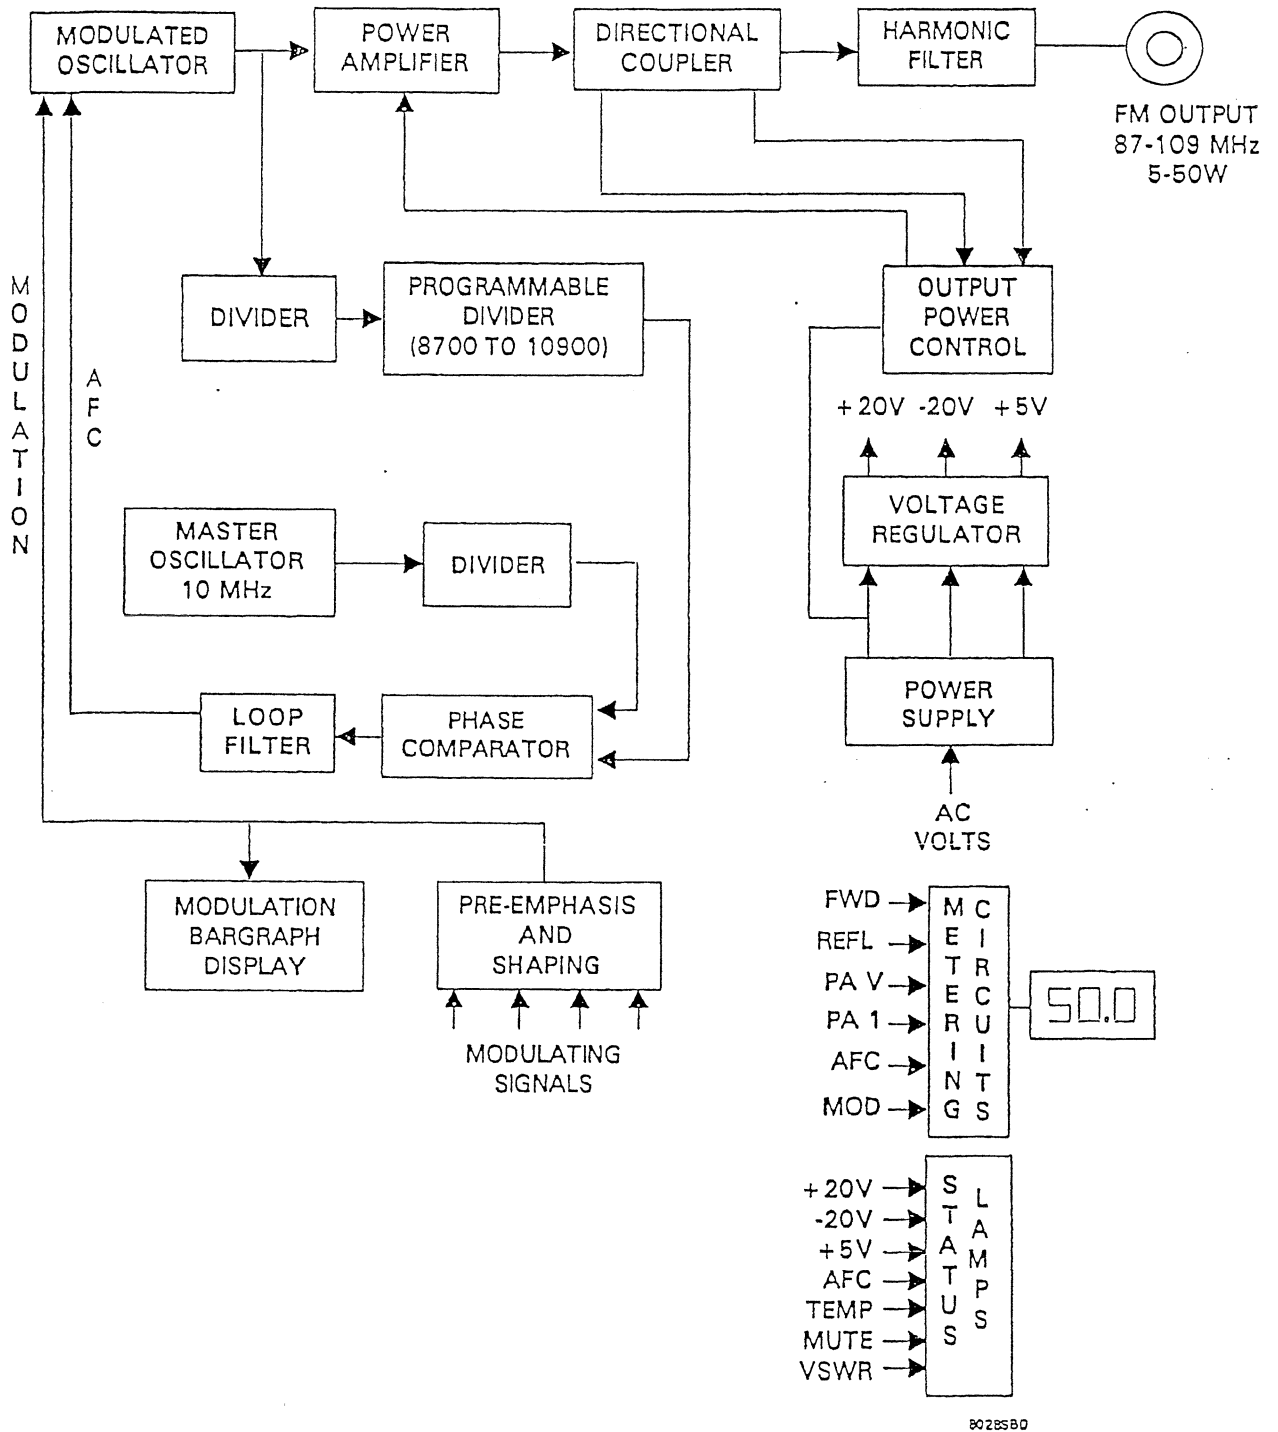 MODULATED
OSCILLATOR
POWER
AMPLIFIER
DIRECTIONAL
COUPLER
HARMONIC
FILTER
FM OUTPUT
87-109 MHz
5-50W
MODULATION
AFC
DIVIDER
PROGRAMMABLE
DIVIDER
(8700 TO 10900)
OUTPUT
POWER
CONTROL
+20V -20V +5V
VOLTAGE
REGULATOR
MASTER
OSCILLATOR
10 MHz
DIVIDER
LOOP
FILTER
PHASE
COMPARATOR
POWER
SUPPLY
AC
VOLTS
MODULATION
BARGRAPH
DISPLAY
PRE-EMPHASIS
AND
SHAPING
MODULATING
SIGNALS
FWD
REFL
PA V
PA 1
AFC
MOD
METERING
CIRCUITS
50.0
+20V
-20V
+5V
AFC
TEMP
MUTE
VSWR
STATUS
LAMPS
802BSBD